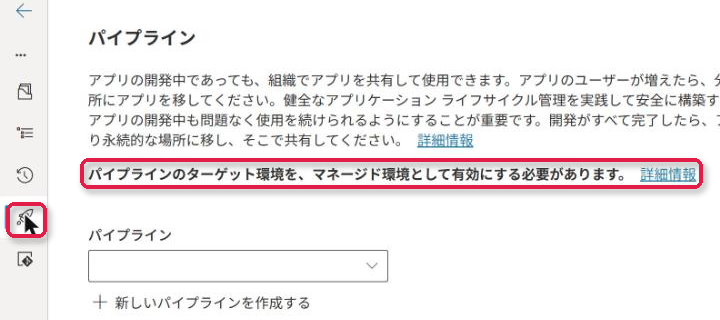 パイプライン
アプリの開発中であっても、組織でアプリを共有して使用できます。アプリのユーザーが増えたら、
所にアプリを移してください。健全なアプリケーション ライフサイクル管理を実践して安全に構築す
アプリの開発中も問題なく使用を続けられるようにすることが重要です。開発がすべて完了したら、
り永続的な場所に移し、そこで共有してください。 詳細情報
パイプラインのターゲット環境を、マネージド環境として有効にする必要があります。 詳細情報
パイプライン
新しいパイプラインを作成する